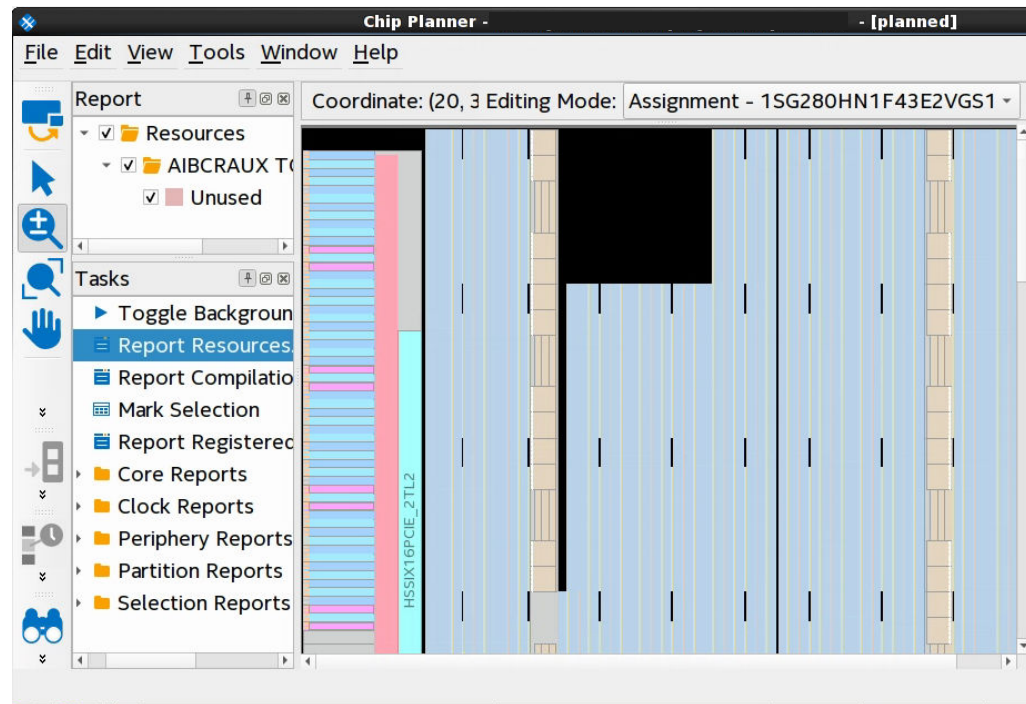 Chip Planner - - [planned]
File Edit View Tools Window Help
Report
Coordinate: (20, 3 Editing Mode: Assignment - 1SG280HN1F43E2VGS1
Resources
AIBCRAUX T
Unused
Tasks
Toggle Backgroun
Report Resources.
Report Compilatio
Mark Selection
Report Registered
Core Reports
Clock Reports
Periphery Reports
Partition Reports
Selection Reports
HSSIX16PCIE_2TL2